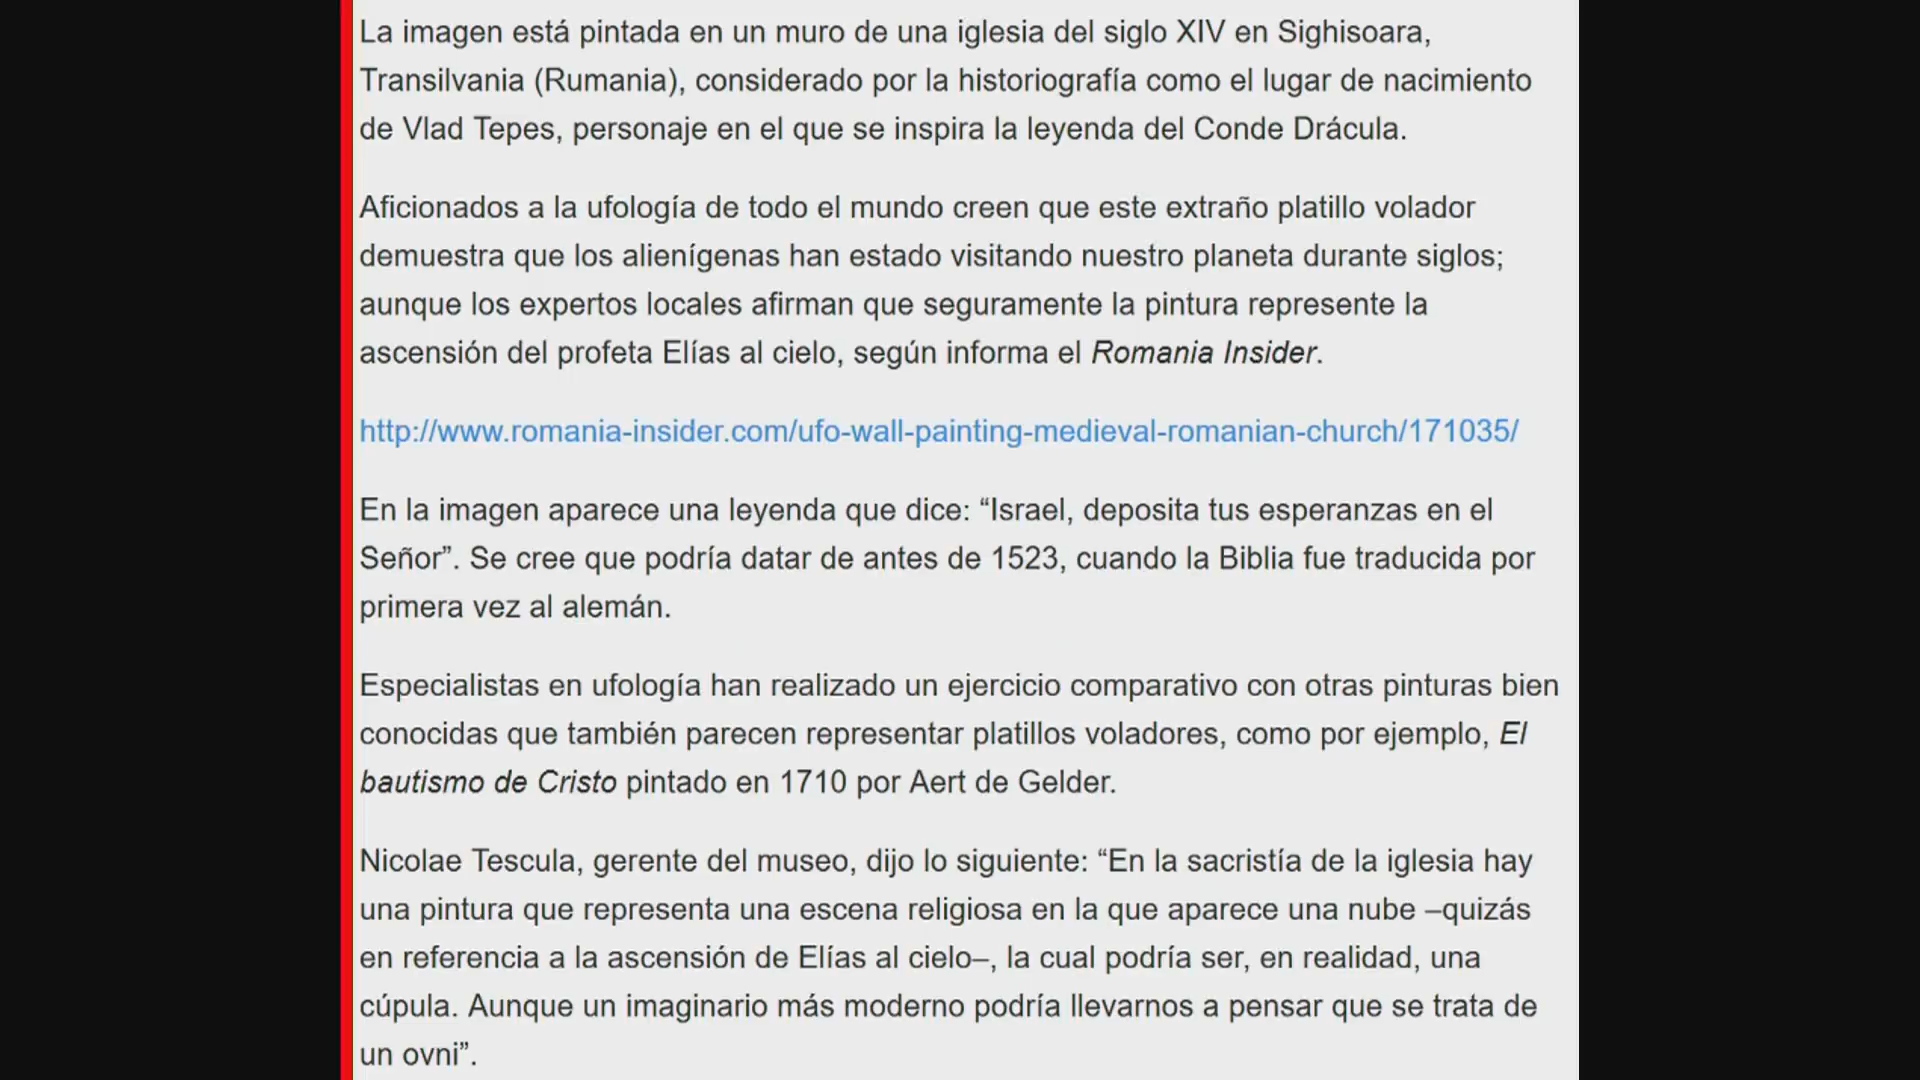 La imagen está pintada en un muro de una iglesia del siglo XIV en Sighisoara,
Transilvania (Rumania), considerado por la historiografía como el lugar de nacimiento
de Vlad Tepes, personaje en el que se inspira la leyenda del Conde Drácula.
Aficionados a la ufología de todo el mundo creen que este extraño platillo volador
demuestra que los alienígenas han estado visitando nuestro planeta durante siglos;
aunque los expertos locales afirman que seguramente la pintura represente la
ascensión del profeta Elías al cielo, según informa el Romania Insider.
http://www.romania-insider.com/ufo-wall-painting-medieval-romanian-church/171035/
En la imagen aparece una leyenda que dice: “Israel, deposita tus esperanzas en el
Señor”. Se cree que podría datar de antes de 1523, cuando la Biblia fue traducida por
primera vez al alemán.
Especialistas en ufología han realizado un ejercicio comparativo con otras pinturas bien
conocidas que también parecen representar platillos voladores, como por ejemplo, El
bautismo de Cristo pintado en 1710 por Aert de Gelder.
Nicolae Tescula, gerente del museo, dijo lo siguiente: “En la sacristía de la iglesia hay
una pintura que representa una escena religiosa en la que aparece una nube –quizás
en referencia a la ascensión de Elías al cielo–, la cual podría ser, en realidad, una
cúpula. Aunque un imaginario más moderno podría llevarnos a pensar que se trata de
un ovni”.